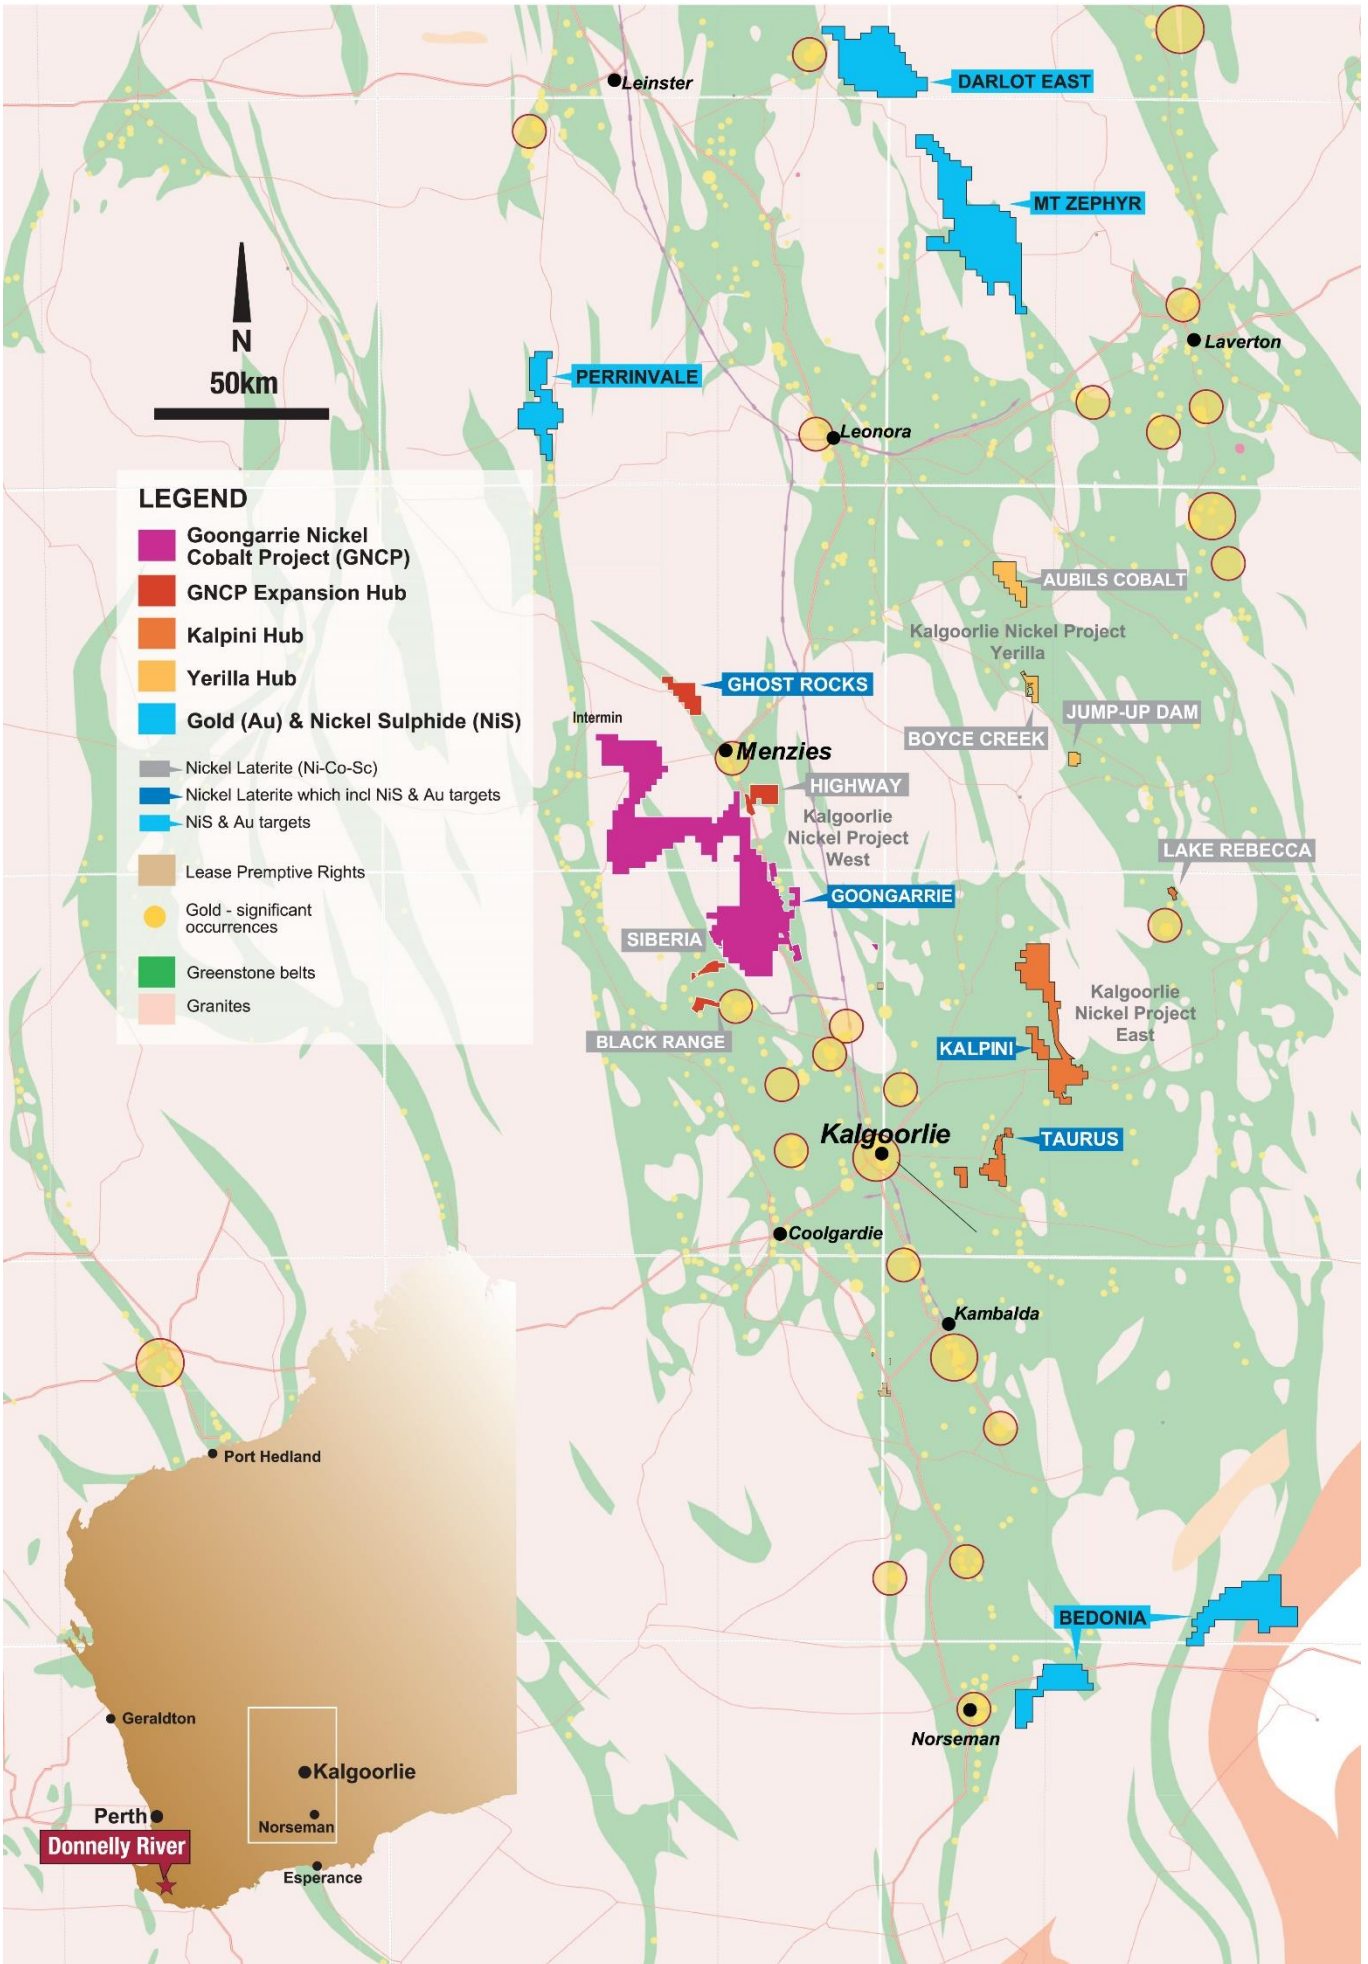 Leinster
DARLOT EAST
MT ZEPHYR
N
50km
Laverton
PERRINVALE
Leonora
LEGEND
Goongarrie Nickel
Cobalt Project (GNCP)
GNCP Expansion Hub
Kalpini Hub
Yerilla Hub
Gold (Au) & Nickel Sulphide (NiS)
Nickel Laterite (Ni-Co-Sc)
Nickel Laterite which incl NiS & Au targets
NiS & Au targets
Lease Premptive Rights
Gold - significant
occurrences
Greenstone belts
Granites
AUBILS COBALT
Kalgoorlie Nickel Project
Yerilla
GHOST ROCKS
Intermin
JUMP-UP DAM
BOYCE CREEK
Menzies
HIGHWAY
Kalgoorlie
Nickel Project
West
LAKE REBECCA
GOONGARRIE
SIBERIA
Kalgoorlie
Nickel Project
East
BLACK RANGE
KALPINI
Kalgoorlie
TAURUS
Coolgardie
Kambalda
BEDONIA
Norseman
Port Hedland
Geraldton
Kalgoorlie
Perth
Norseman
Donnelly River
Esperance